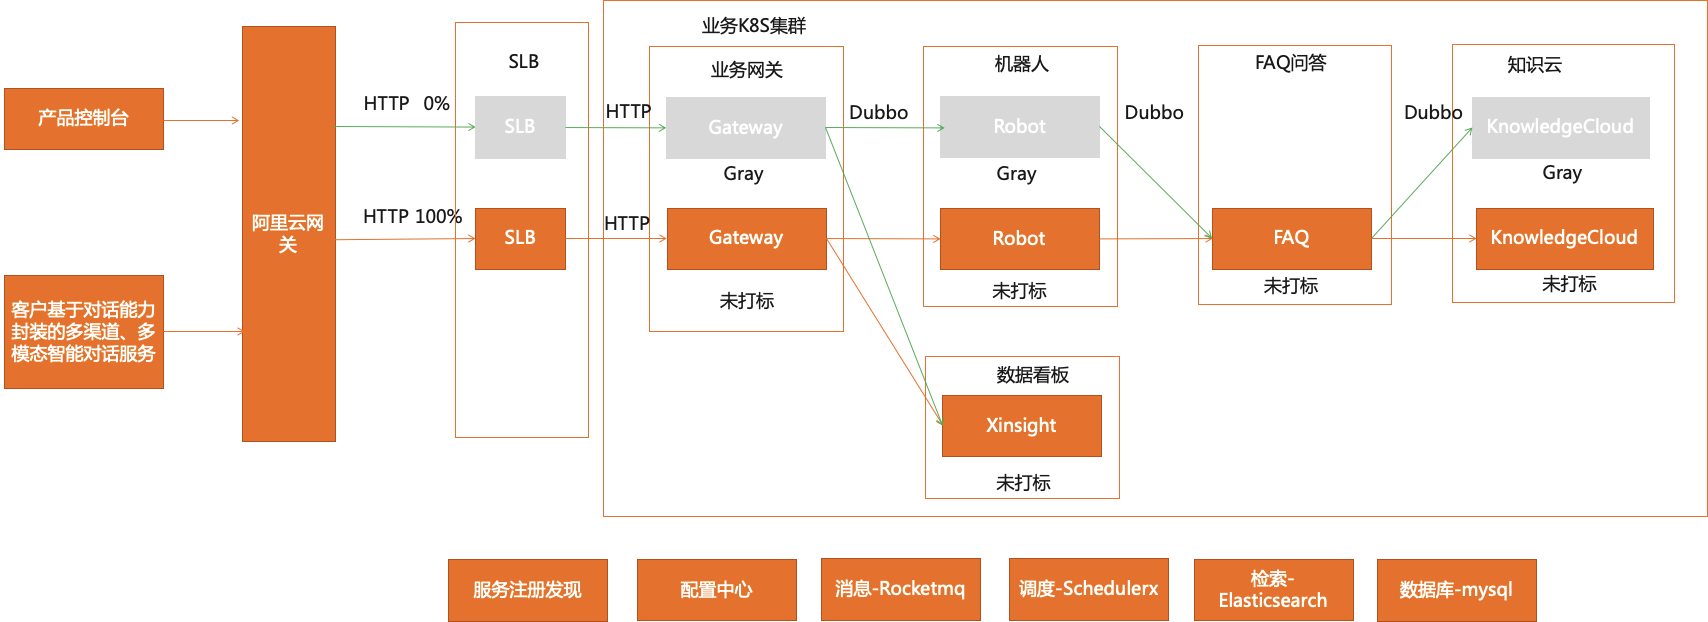 业务K8S集群
SLB
业务网关
机器人
FAQ问答
知识云
产品控制台
HTTP 0%
SLB
HTTP
Gateway
Dubbo
Robot
Dubbo
Dubbo
KnowledgeCloud
Gray
Gray
Gray
阿里云网
关
HTTP 100%
SLB
HTTP
Gateway
Robot
FAQ
KnowledgeCloud
未打标
未打标
未打标
未打标
客户基于对话能力
封装的多渠道、多
模态智能对话服务
数据看板
Xinsight
未打标
服务注册发现
配置中心
消息-Rocketmq
调度-Schedulerx
检索-
Elasticsearch
数据库-mysql